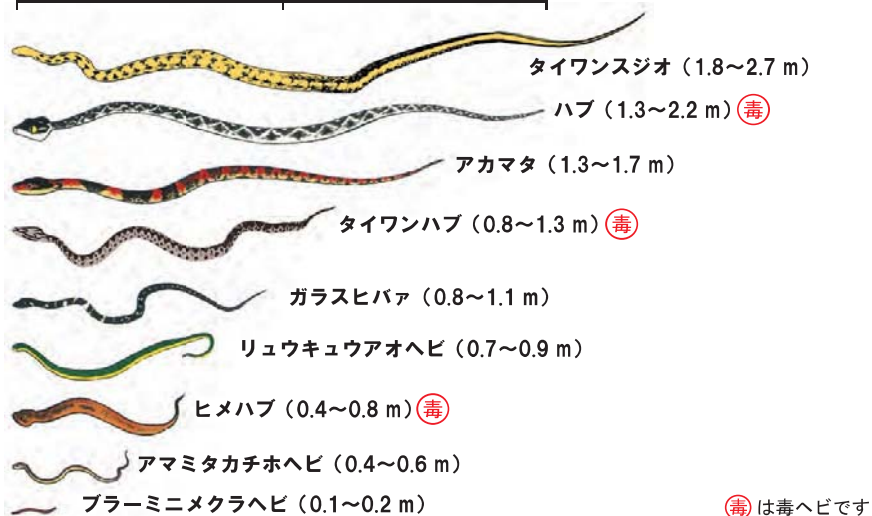 タイワンスジオ（1.8〜2.7 m）
ハブ（1.3〜2.2 m）毒
アカマタ（1.3〜1.7 m）
タイワンハブ（0.8〜1.3 m）毒
ガラスヒバァ（0.8〜1.1 m）
リュウキュウアオヘビ（0.7〜0.9 m）
ヒメハブ（0.4〜0.8 m）毒
アマミタカチホヘビ（0.4〜0.6 m）
ブラーミニメクラヘビ（0.1〜0.2 m）
毒は毒ヘビです